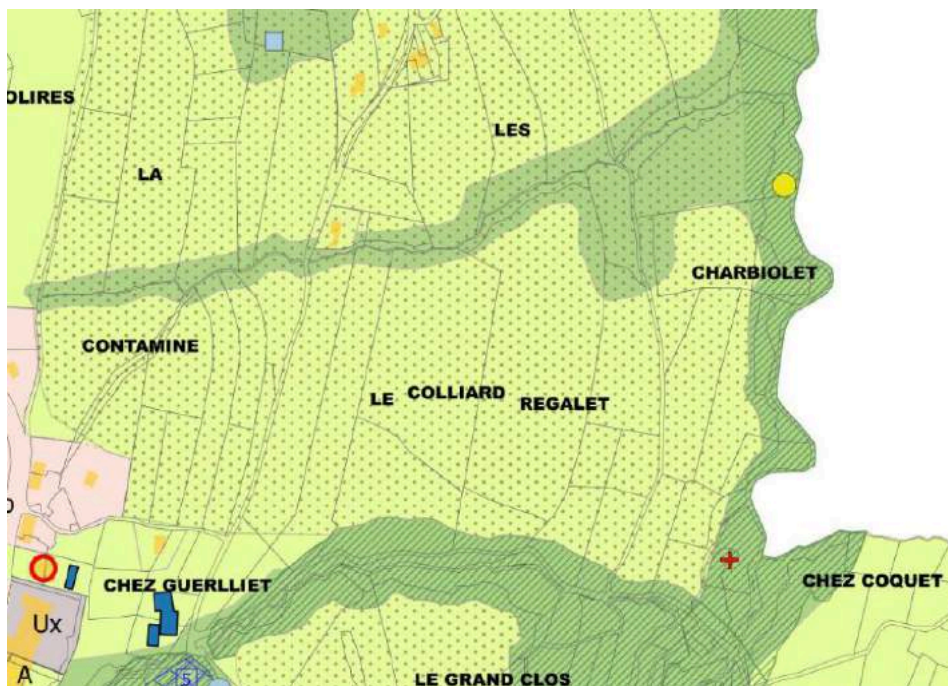 OLIRES
LES
LA
CHARBIOLET
CONTAMINE
LE COLLIARD REGALET
CHEZ GUERLLIET
CHEZ COQUET
Ux
A
5
LE GRAND CLOS